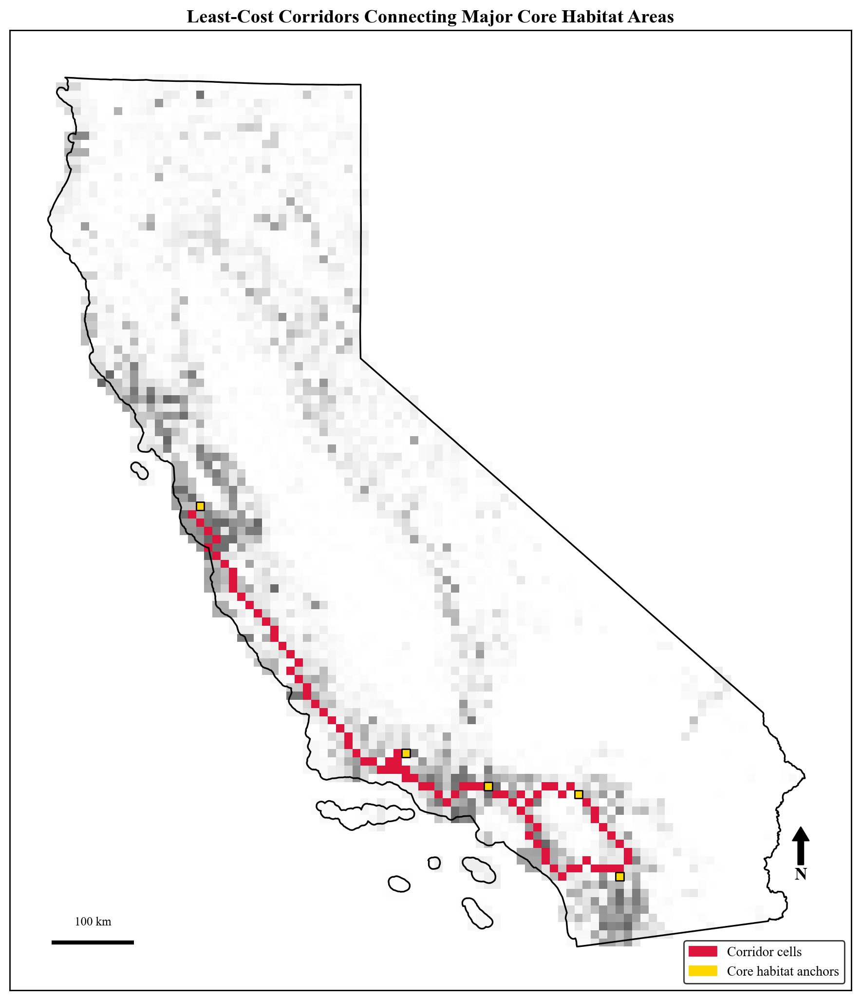 Least-Cost Corridors Connecting Major Core Habitat Areas
N
100 km
Corridor cells
Core habitat anchors